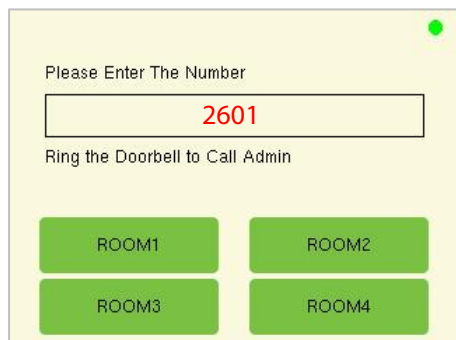 Please Enter The Number
2601
Ring the Doorbell to Call Admin
ROOM1 ROOM2
ROOM3 ROOM4